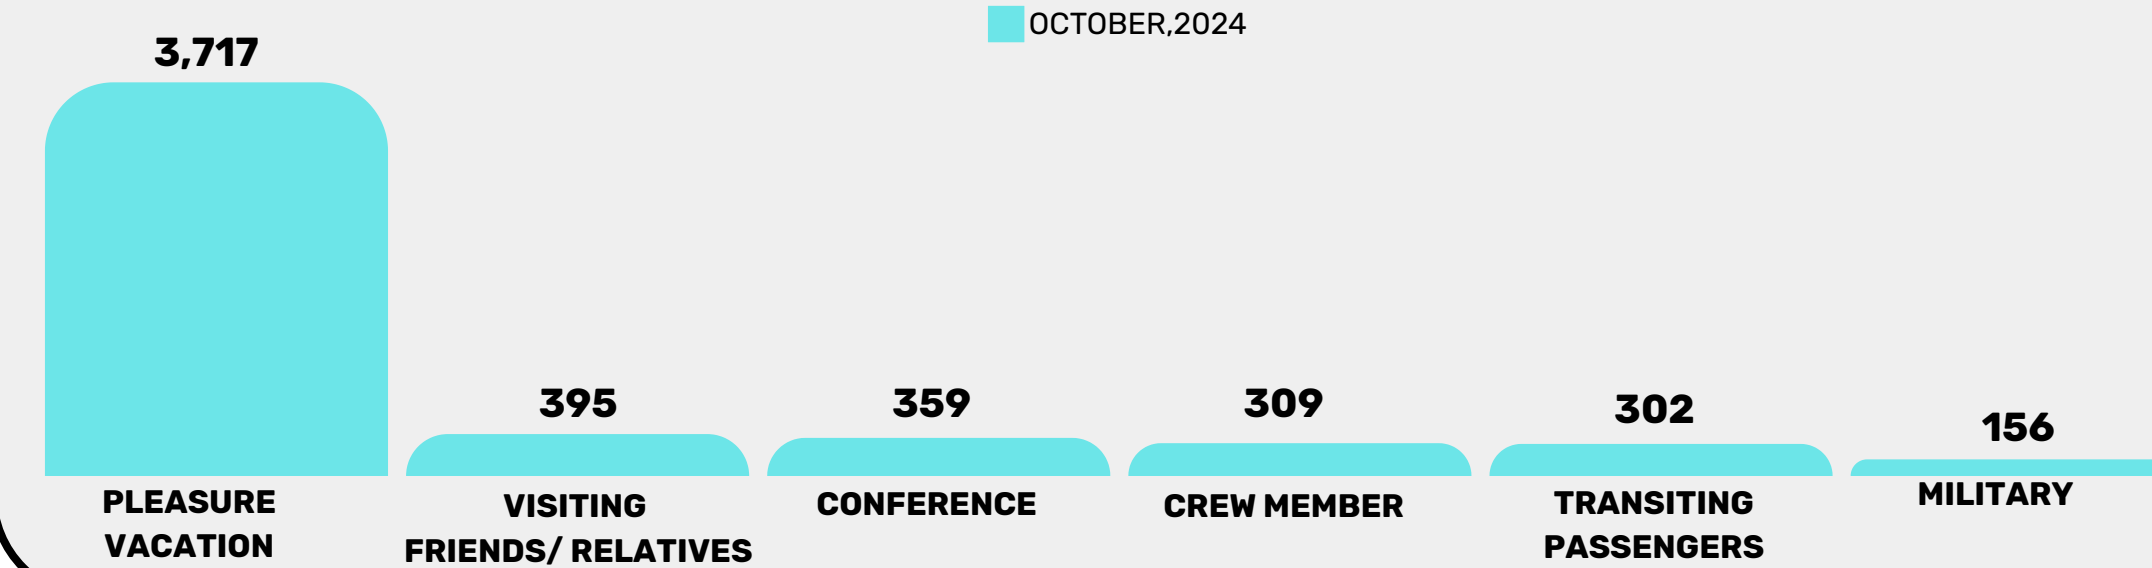 OCTOBER,2024
3,717
395
359
309
302
156
PLEASURE
VACATION
VISITING
FRIENDS/ RELATIVES
CONFERENCE
CREW MEMBER
TRANSITING
PASSENGERS
MILITARY